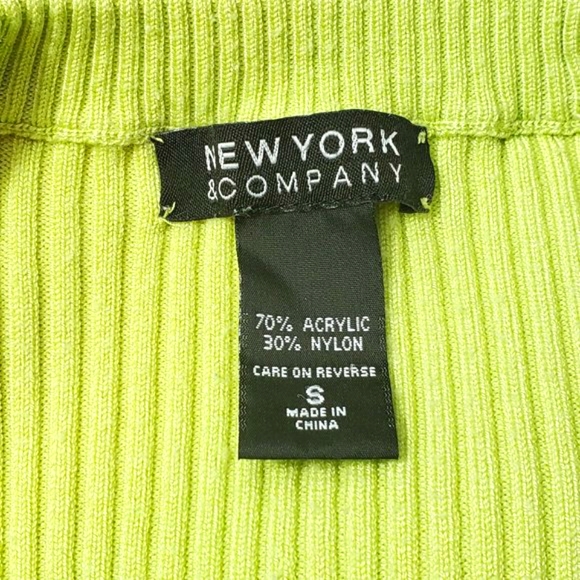 NEW YORK
&COMPANY
70% ACRYLIC
30% NYLON
CARE ON REVERSE
S
MADE IN
CHINA